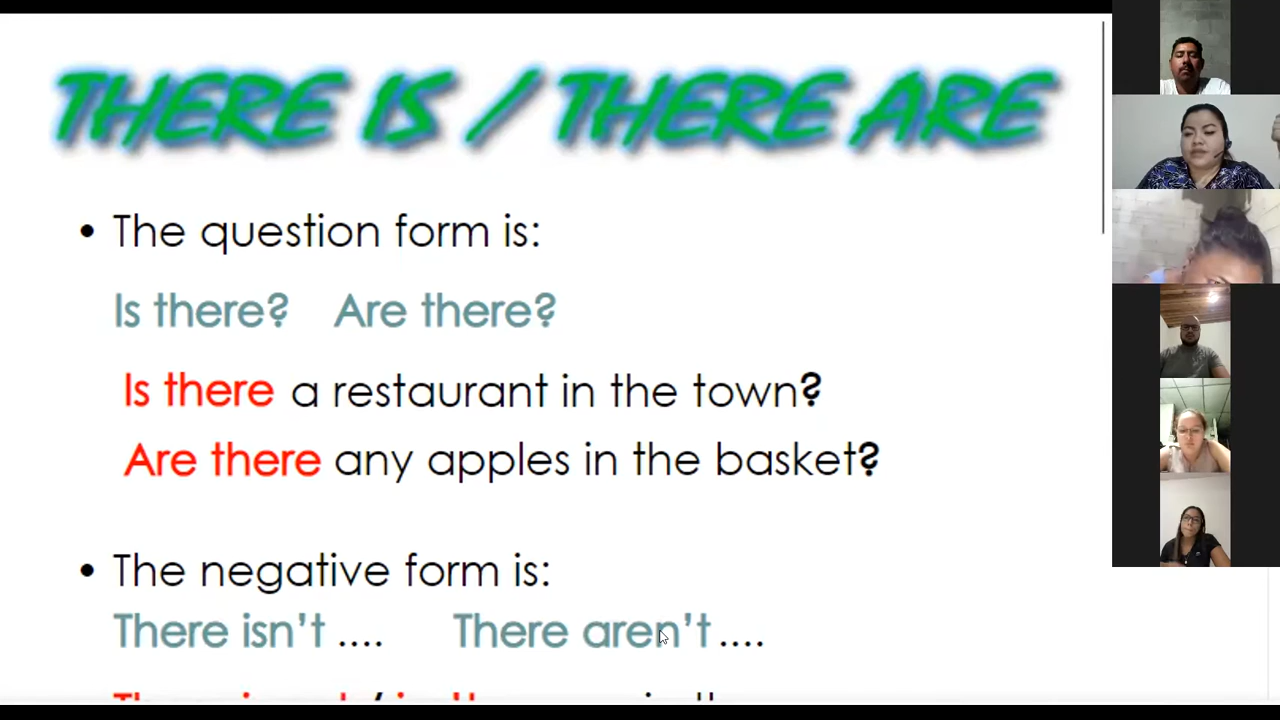 THERE IS / THERE ARE
• The question form is:
Is there? Are there?
Is there a restaurant in the town?
Are there any apples in the basket?
• The negative form is:
There isn't .... There aren't ....